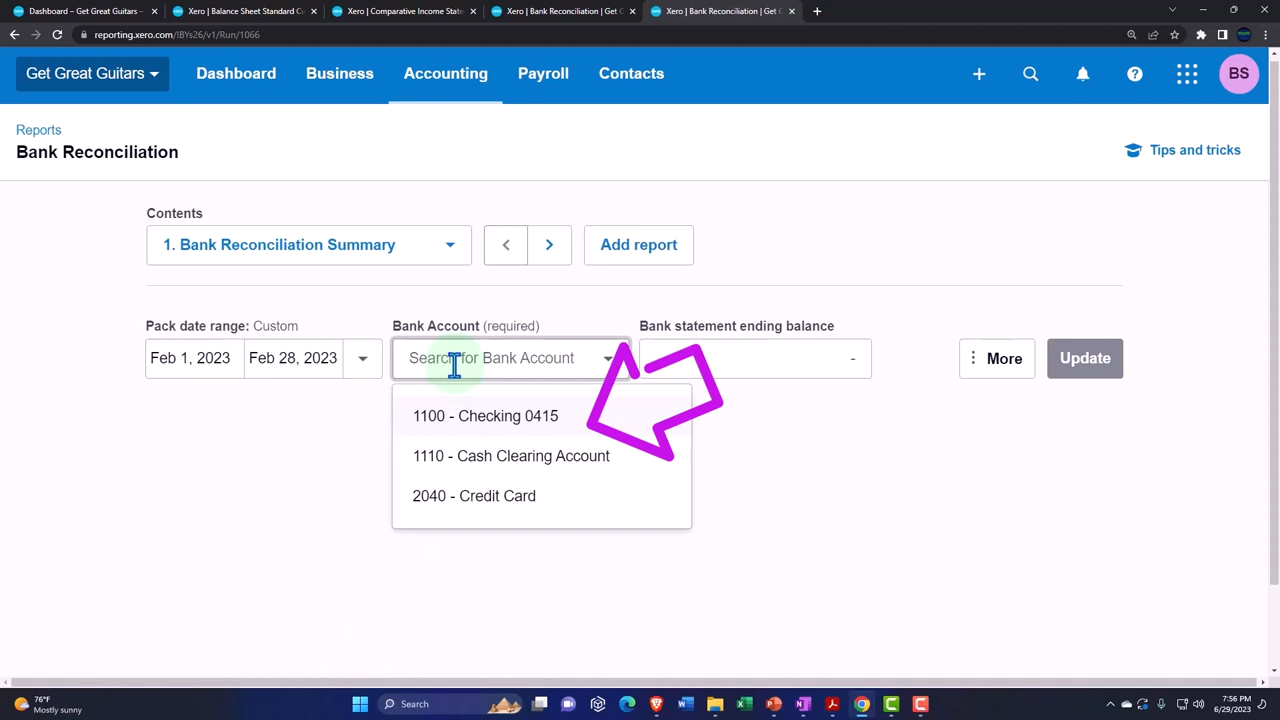 Dashboard – Get Great Guitars
Xero | Balance Sheet Standard C
Xero | Comparative Income State
Xero | Bank Reconciliation | Get C
Xero | Bank Reconciliation | Get G
reporting.xero.com/!BYs26/v1/Run/1066
Get Great Guitars
Dashboard
Business
Accounting
Payroll
Contacts
BS
Reports
Bank Reconciliation
Tips and tricks
Contents
1. Bank Reconciliation Summary
Add report
Pack date range: Custom
Bank Account (required)
Bank statement ending balance
Feb 1, 2023
Feb 28, 2023
Search for Bank Account
-
More
Update
1100 - Checking 0415
1110 - Cash Clearing Account
2040 - Credit Card
76°F
Mostly sunny
Search
7:56 PM
6/29/2023